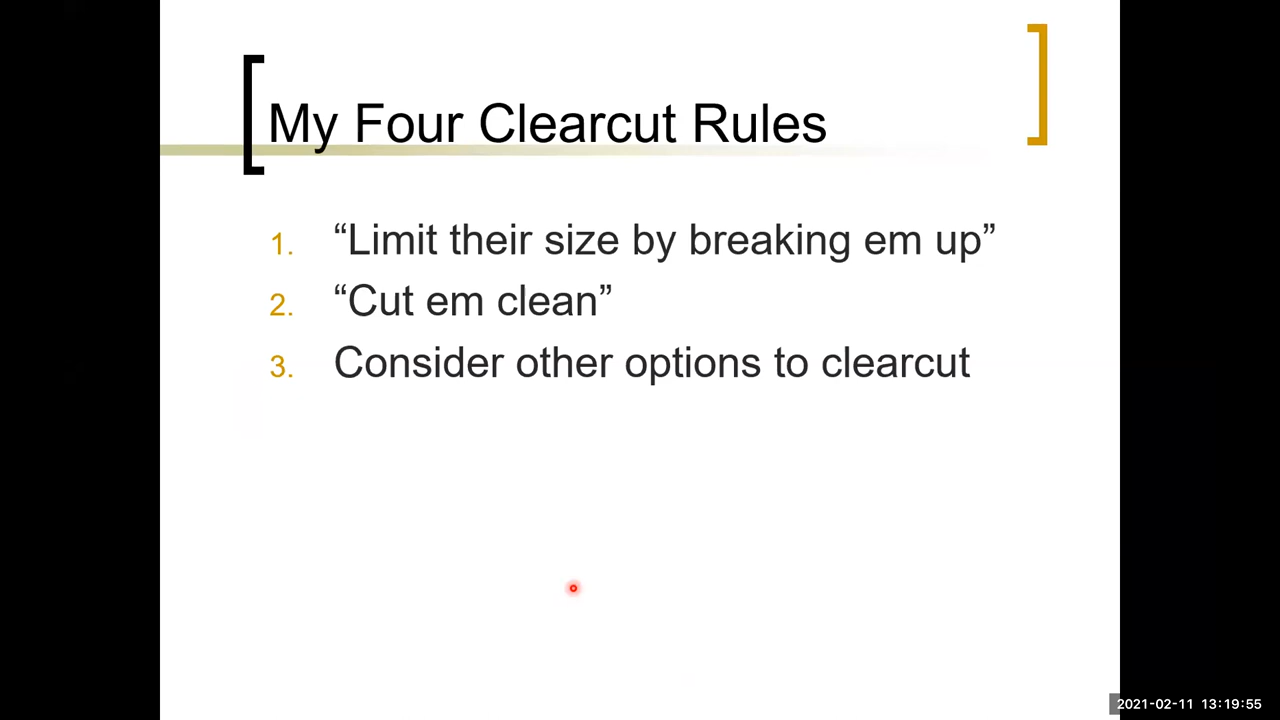 My Four Clearcut Rules
1. “Limit their size by breaking em up”
2. “Cut em clean”
3. Consider other options to clearcut
2021-02-11 13:19:55